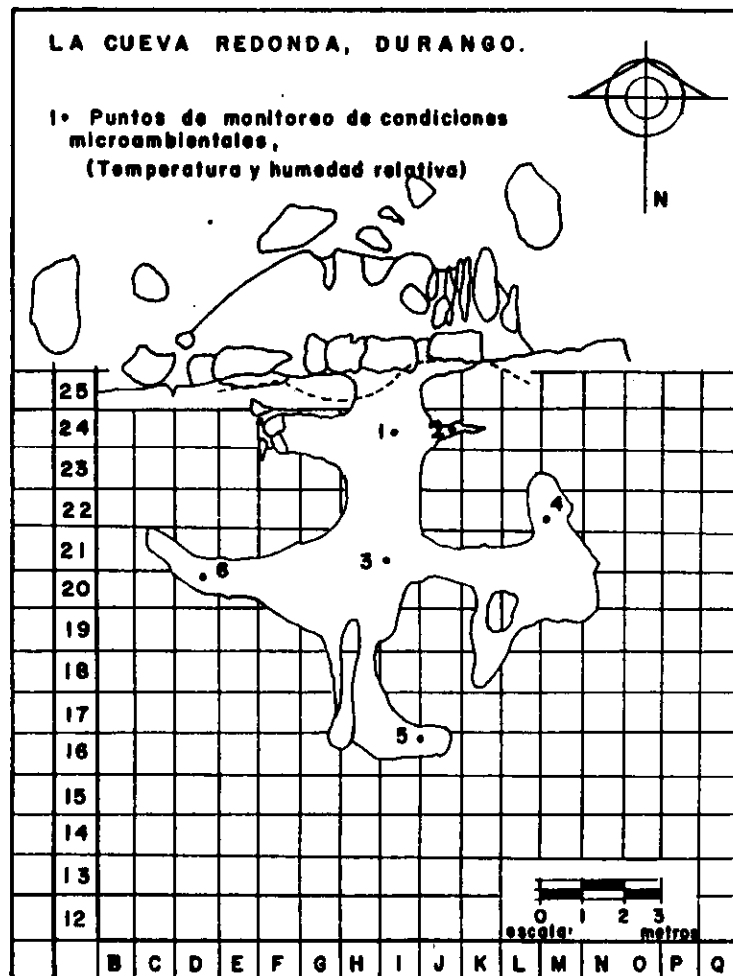 LA CUEVA REDONDA, DURANGO.
1• Puntos de monitoreo de condiciones
microambientales,
(Temperatura y humedad relativa)
N
25
24
23
22
21
20
19
18
17
16
15
14
13
12
1
2
4
3
6
5
0 1 2 3
escala: metros
B C D E F G H I J K L M N O P Q